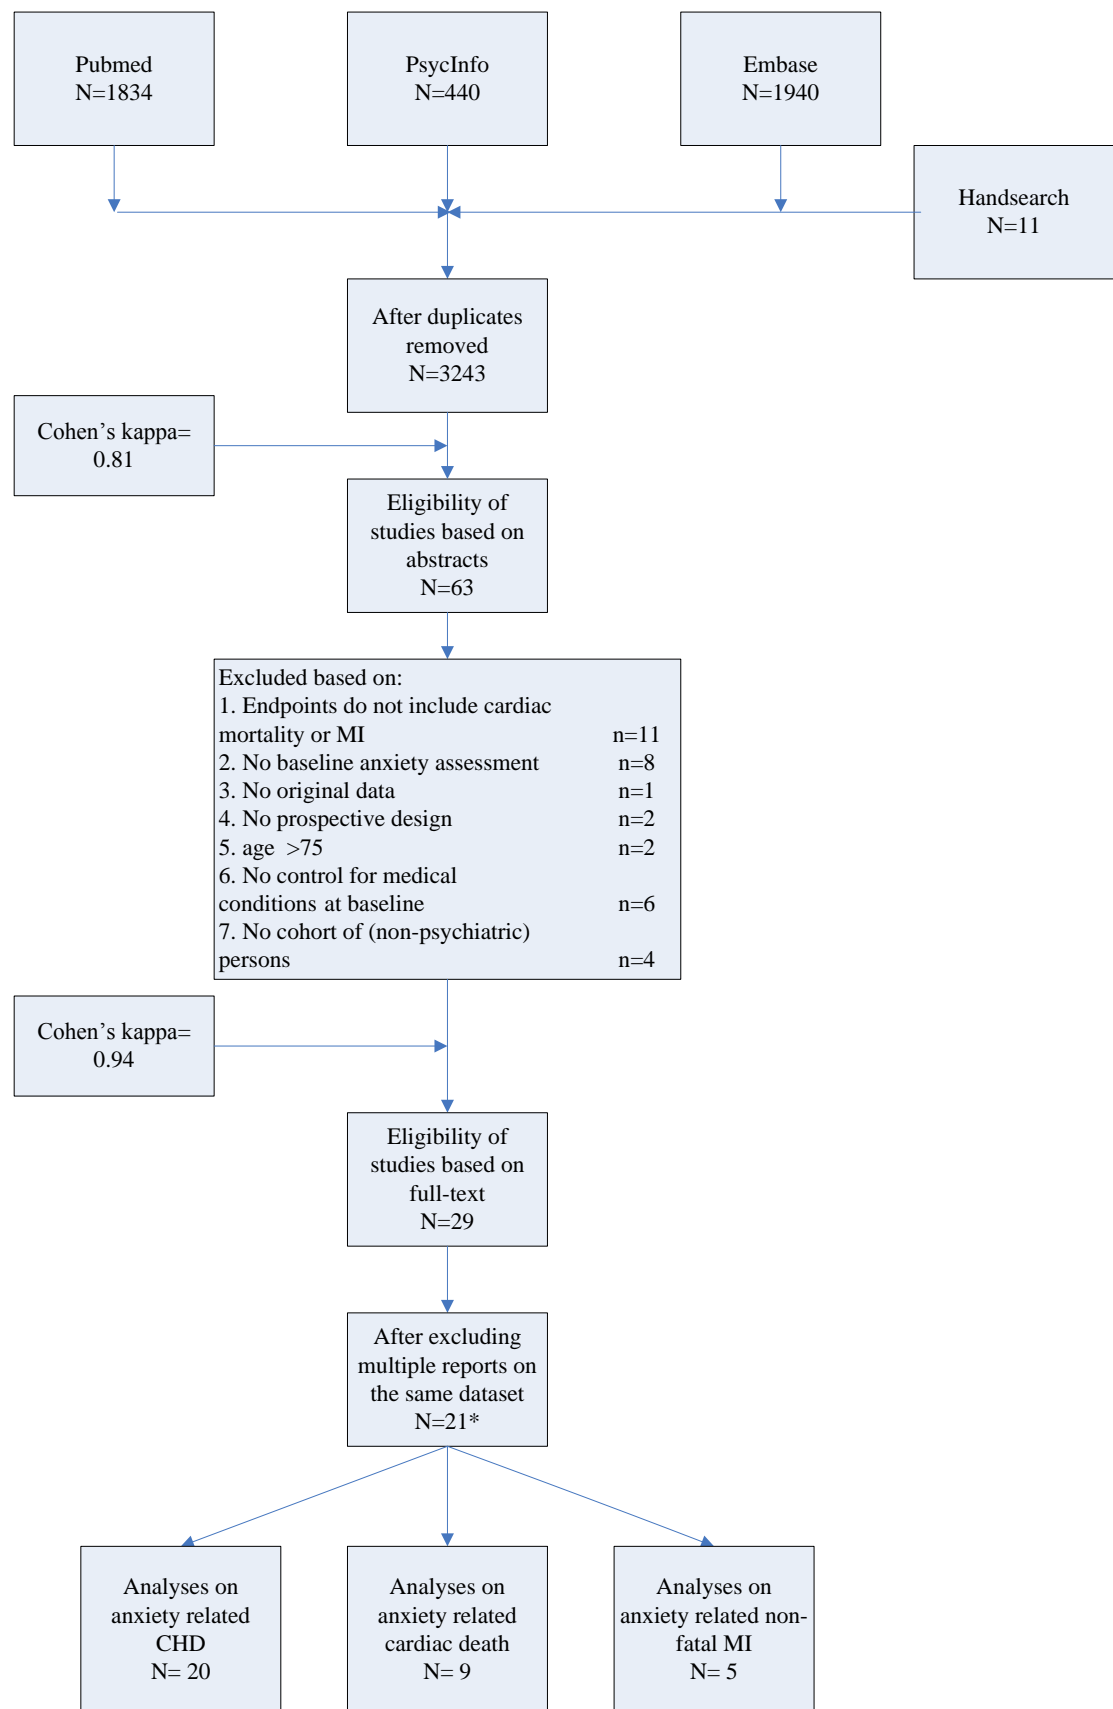 Pubmed
N=1834
PsycInfo
N=440
Embase
N=1940
Handsearch
N=11
After duplicates
removed
N=3243
Cohen’s kappa=
0.81
Eligibility of
studies based on
abstracts
N=63
Excluded based on:
1. Endpoints do not include cardiac
mortality or MI n=11
2. No baseline anxiety assessment n=8
3. No original data n=1
4. No prospective design n=2
5. age >75 n=2
6. No control for medical
conditions at baseline n=6
7. No cohort of (non-psychiatric)
persons n=4
Cohen’s kappa=
0.94
Eligibility of
studies based on
full-text
N=29
After excluding
multiple reports on
the same dataset
N=21*
Analyses on
anxiety related
CHD
N= 20
Analyses on
anxiety related
cardiac death
N= 9
Analyses on
anxiety related non-
fatal MI
N= 5